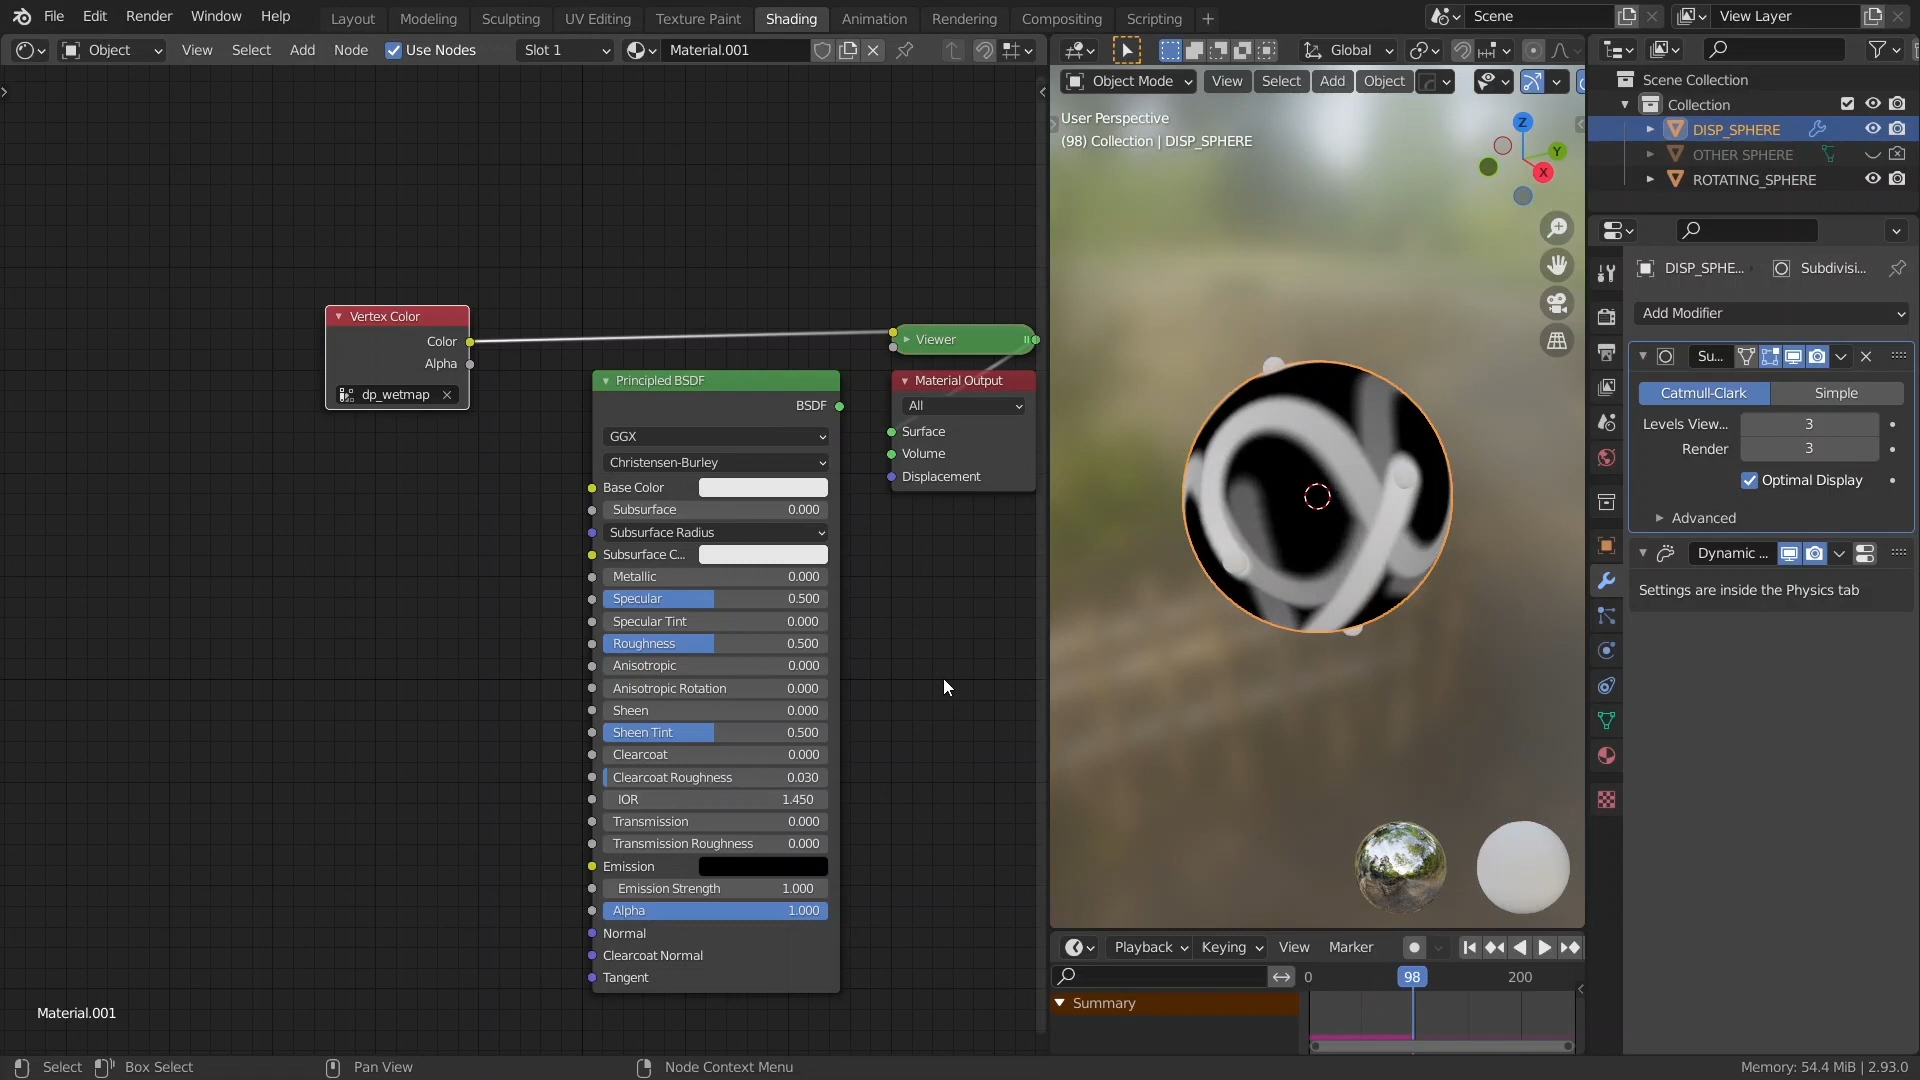 File Edit Render Window Help Layout Modeling Sculpting UV Editing Texture Paint Shading Animation Rendering Compositing Scripting + Scene View Layer
Object View Select Add Node Use Nodes Slot 1 Material.001 Global
Object Mode View Select Add Object
User Perspective
(98) Collection | DISP_SPHERE
Z
Y
X
Scene Collection
Collection
DISP_SPHERE
OTHER SPHERE
ROTATING_SPHERE
DISP_SPHE... Subdivisi...
Add Modifier
Su...
Catmull-Clark Simple
Levels View... 3
Render 3
Optimal Display
Advanced
Dynamic ...
Settings are inside the Physics tab
Vertex Color
Color
Alpha
dp_wetmap
Viewer
Material Output
All
Surface
Volume
Displacement
Principled BSDF
BSDF
GGX
Christensen-Burley
Base Color
Subsurface 0.000
Subsurface Radius
Subsurface C...
Metallic 0.000
Specular 0.500
Specular Tint 0.000
Roughness 0.500
Anisotropic 0.000
Anisotropic Rotation 0.000
Sheen 0.000
Sheen Tint 0.500
Clearcoat 0.000
Clearcoat Roughness 0.030
IOR 1.450
Transmission 0.000
Transmission Roughness 0.000
Emission
Emission Strength 1.000
Alpha 1.000
Normal
Clearcoat Normal
Tangent
Material.001
Playback Keying View Marker
0 98 200
Summary
Select Box Select Pan View Node Context Menu Memory: 54.4 MiB | 2.93.0